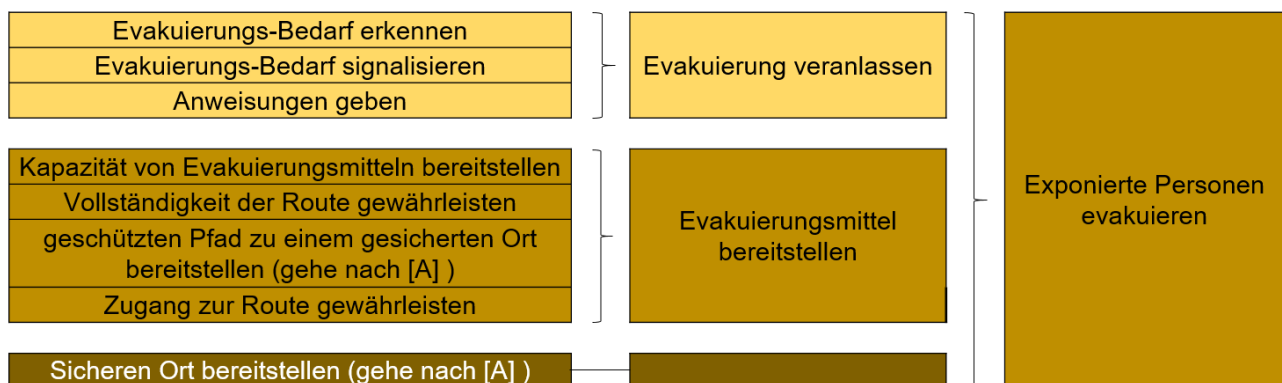 Evakuierungs-Bedarf erkennen
Evakuierungs-Bedarf signalisieren
Anweisungen geben
Evakuierung veranlassen
Kapazität von Evakuierungsmitteln bereitstellen
Vollständigkeit der Route gewährleisten
geschützten Pfad zu einem gesicherten Ort
bereitstellen (gehe nach [A] )
Zugang zur Route gewährleisten
Evakuierungsmittel
bereitstellen
Sicheren Ort bereitstellen (gehe nach [A] )
Exponierte Personen
evakuieren